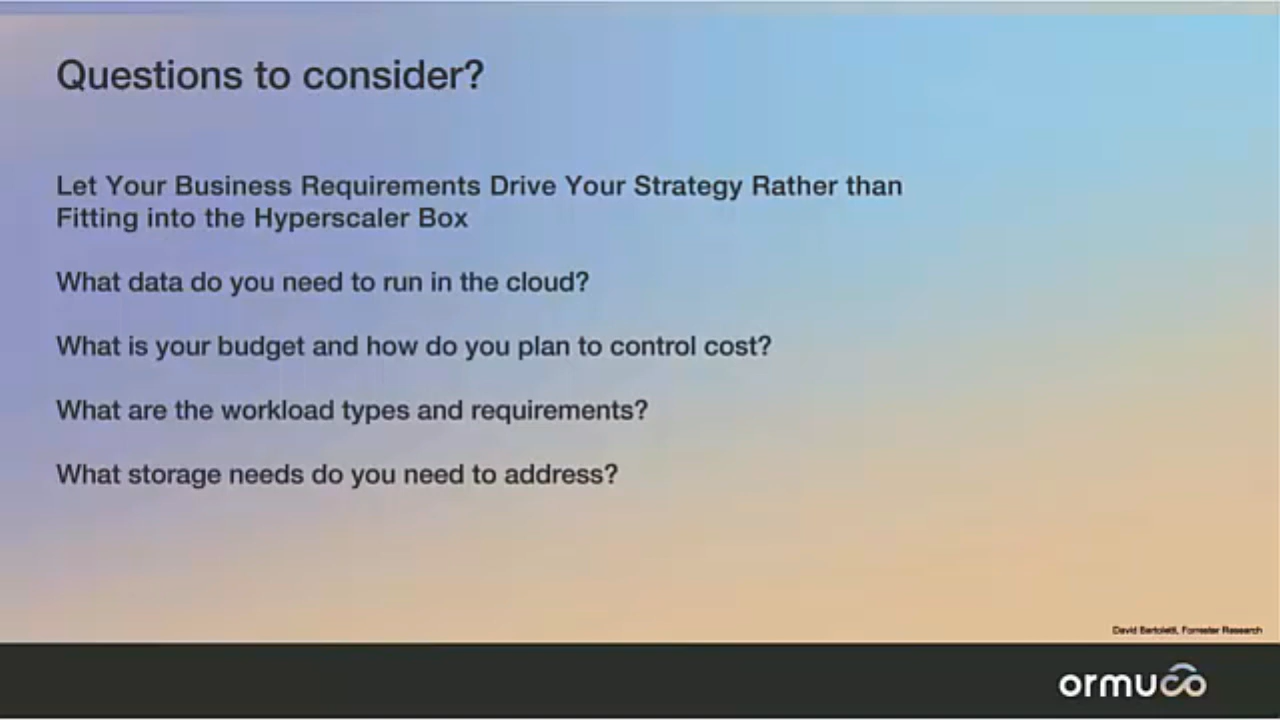 Questions to consider?
Let Your Business Requirements Drive Your Strategy Rather than
Fitting into the Hyperscaler Box
What data do you need to run in the cloud?
What is your budget and how do you plan to control cost?
What are the workload types and requirements?
What storage needs do you need to address?
David Bartoletti, Forrester Research
ormuco